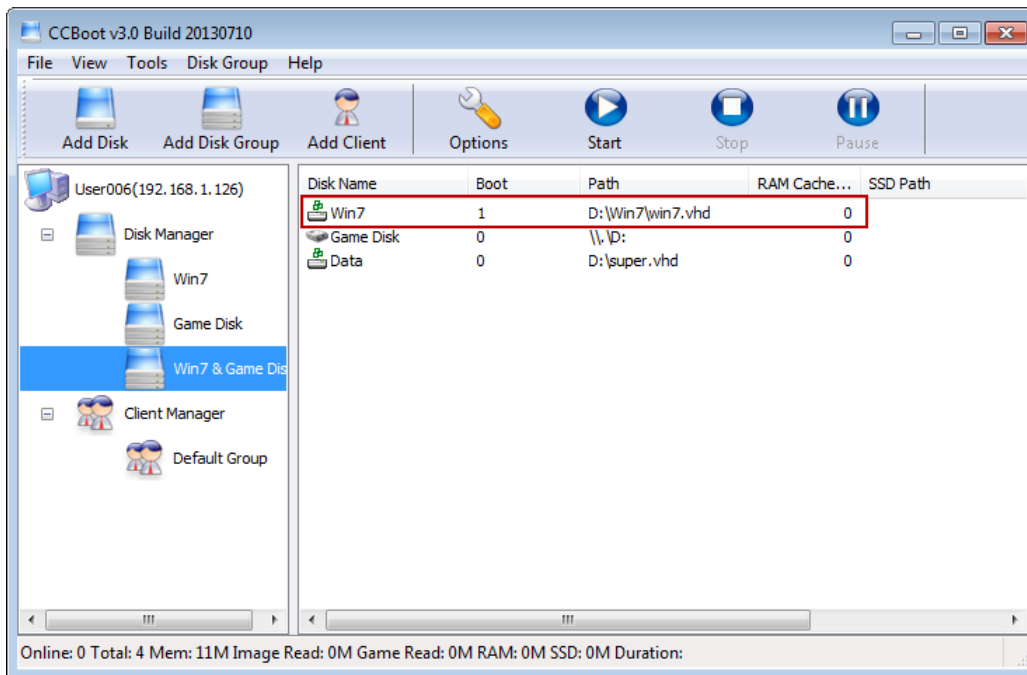 CCBoot v3.0 Build 20130710
File View Tools Disk Group Help
Add Disk Add Disk Group Add Client Options Start Stop Pause
User006(192.168.1.126)
Disk Manager
Win7
Game Disk
Win7 & Game Dis
Client Manager
Default Group
Disk Name Boot Path RAM Cache... SSD Path
Win7 1 D:\Win7\win7.vhd 0
Game Disk 0 \\.\D: 0
Data 0 D:\super.vhd 0
Online: 0 Total: 4 Mem: 11M Image Read: 0M Game Read: 0M RAM: 0M SSD: 0M Duration: